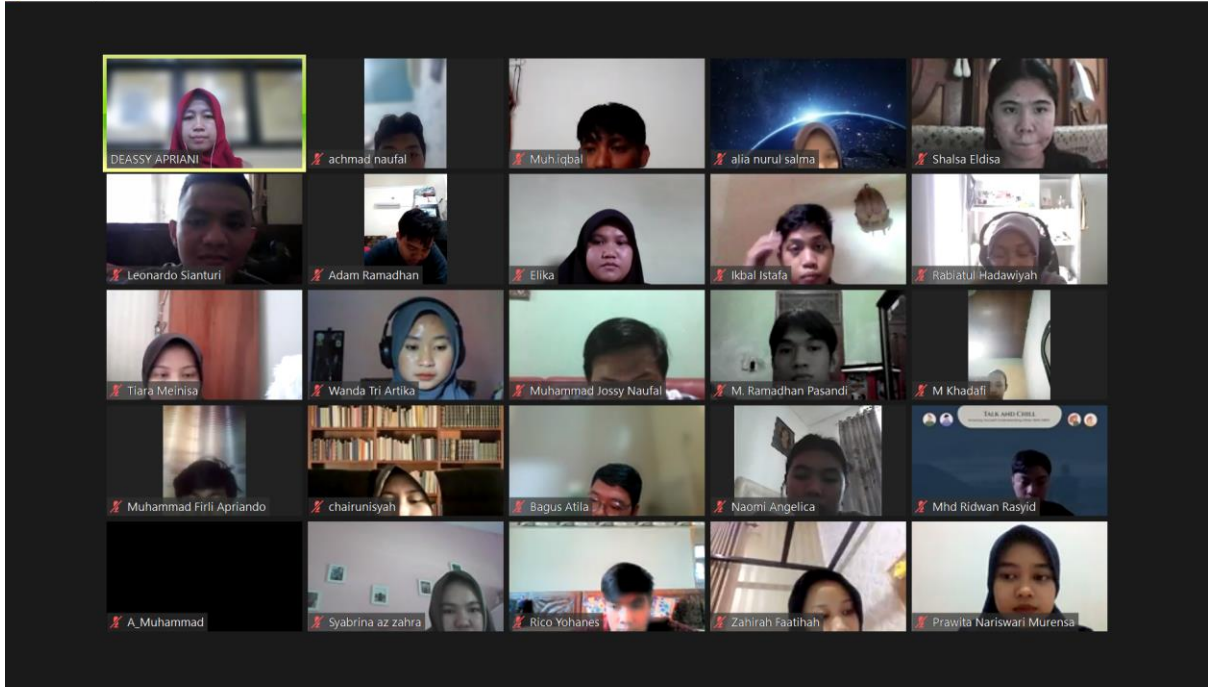 DEASSY APRIANI
achmad naufal
Muh.iqbal
alia nurul salma
Shalsa Eldisa
Leonardo Sianturi
Adam Ramadhan
Elika
Ikbal Istafa
Rabiatul Hadawiyah
Tiara Meinisa
Wanda Tri Artika
Muhammad Jossy Naufal
M. Ramadhan Pasandi
M Khadafi
TALK AND CHILL
Muhammad Firli Apriando
chairunisyah
Bagus Atila
Naomi Angelica
Mhd Ridwan Rasyid
A_Muhammad
Syabrina az zahra
Rico Yohanes
Zahirah Faatihah
Prawita Nariswari Murensa